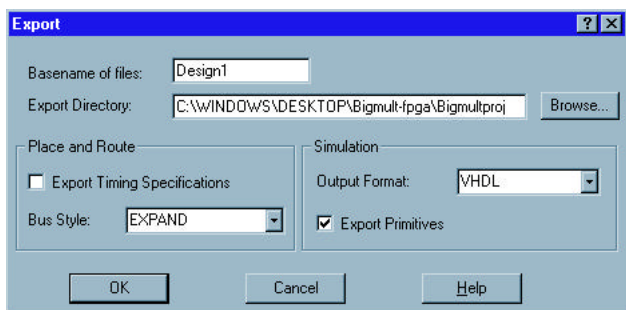 Export
Basename of files: Design1
Export Directory: C:\WINDOWS\DESKTOP\Bigmult-fpga\Bigmultproj Browse...
Place and Route
Export Timing Specifications
Bus Style: EXPAND
Simulation
Output Format: VHDL
Export Primitives
OK Cancel Help